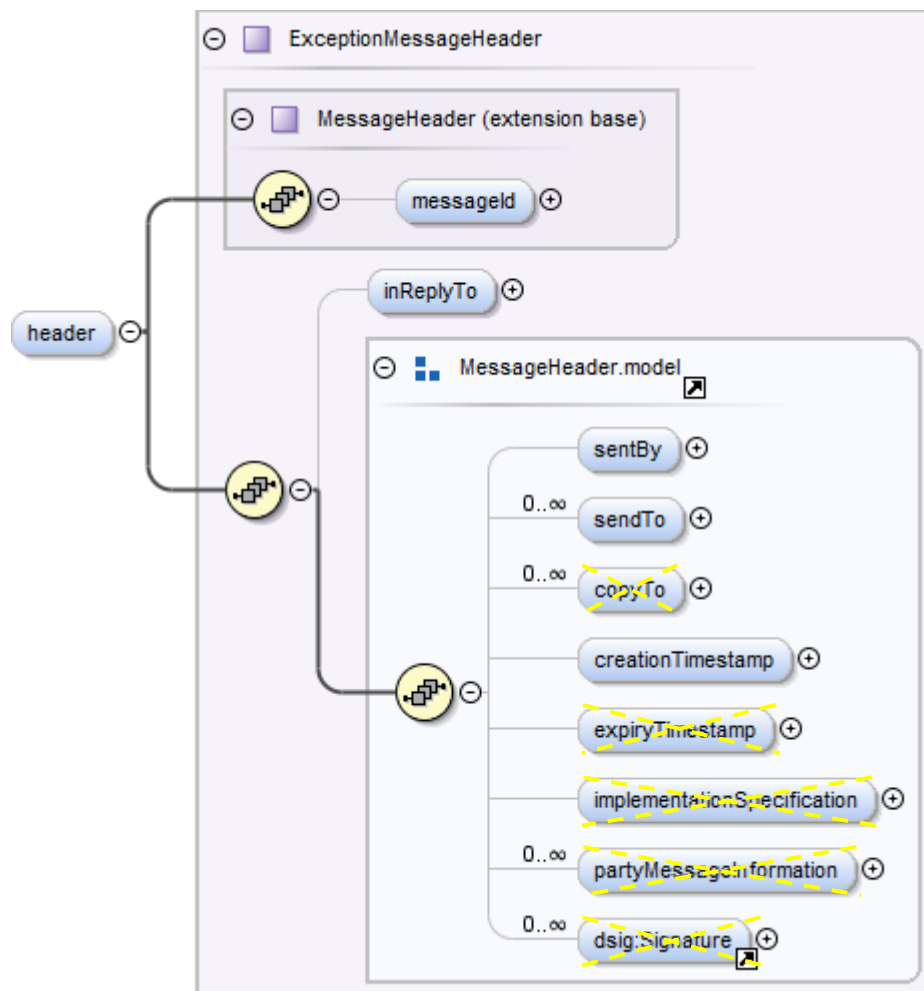 ExceptionMessageHeader
MessageHeader (extension base)
messageId
inReplyTo
header
MessageHeader.model
sentBy
0..∞
sendTo
0..∞
copyTo
creationTimestamp
expiryTimestamp
implementationSpecification
0..∞
partyMessageInformation
0..∞
dsig:Signature